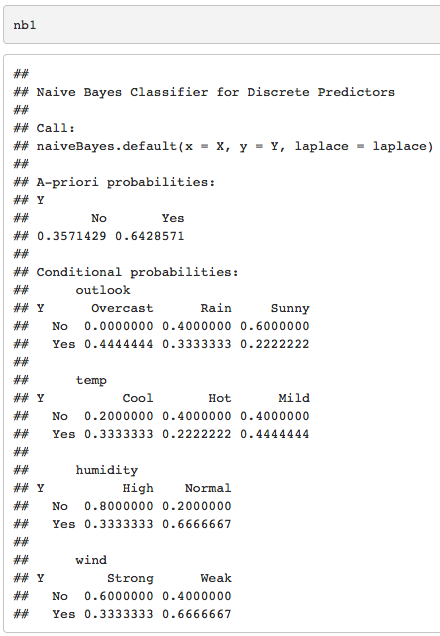 nb1
##
## Naive Bayes Classifier for Discrete Predictors
##
## Call:
## naiveBayes.default(x = X, y = Y, laplace = laplace)
##
## A-priori probabilities:
## Y
##        No       Yes
## 0.3571429 0.6428571
##
## Conditional probabilities:
##      outlook
## Y      Overcast      Rain     Sunny
##   No  0.0000000 0.4000000 0.6000000
##   Yes 0.4444444 0.3333333 0.2222222
##
##      temp
## Y          Cool       Hot      Mild
##   No  0.2000000 0.4000000 0.4000000
##   Yes 0.3333333 0.2222222 0.4444444
##
##      humidity
## Y          High    Normal
##   No  0.8000000 0.2000000
##   Yes 0.3333333 0.6666667
##
##      wind
## Y        Strong      Weak
##   No  0.6000000 0.4000000
##   Yes 0.3333333 0.6666667